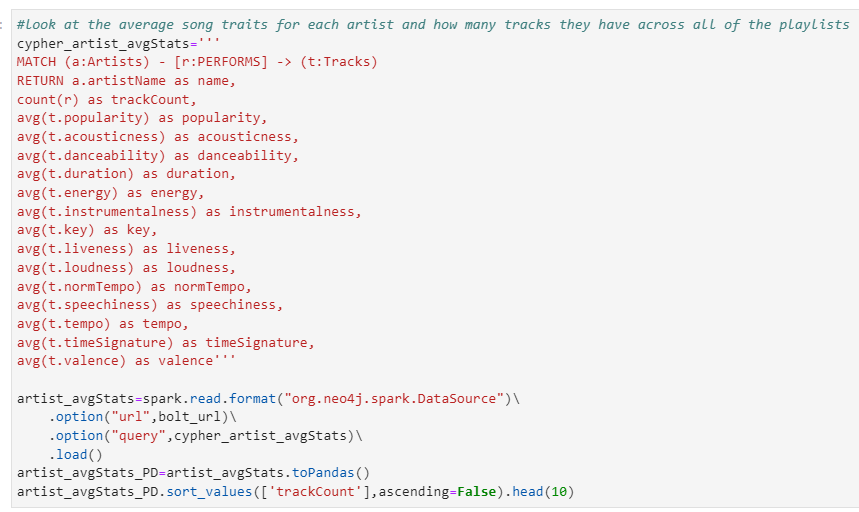 #look at the average song traits for each artist and how many tracks they have across all of the playlists
cypher_artist_avgStats='''
MATCH (a:Artists) - [r:PERFORMS] -> (t:Tracks)
RETURN a.artistName as name,
count(r) as trackCount,
avg(t.popularity) as popularity,
avg(t.acousticness) as acousticness,
avg(t.danceability) as danceability,
avg(t.duration) as duration,
avg(t.energy) as energy,
avg(t.instrumentalness) as instrumentalness,
avg(t.key) as key,
avg(t.liveness) as liveness,
avg(t.loudness) as loudness,
avg(t.normTempo) as normTempo,
avg(t.speechiness) as speechiness,
avg(t.tempo) as tempo,
avg(t.timeSignature) as timeSignature,
avg(t.valence) as valence'''

artist_avgStats=spark.read.format("org.neo4j.spark.DataSource")\
    .option("url",bolt_url)\
    .option("query",cypher_artist_avgStats)\
    .load()
artist_avgStats_PD=artist_avgStats.toPandas()
artist_avgStats_PD.sort_values(['trackCount'],ascending=False).head(10)